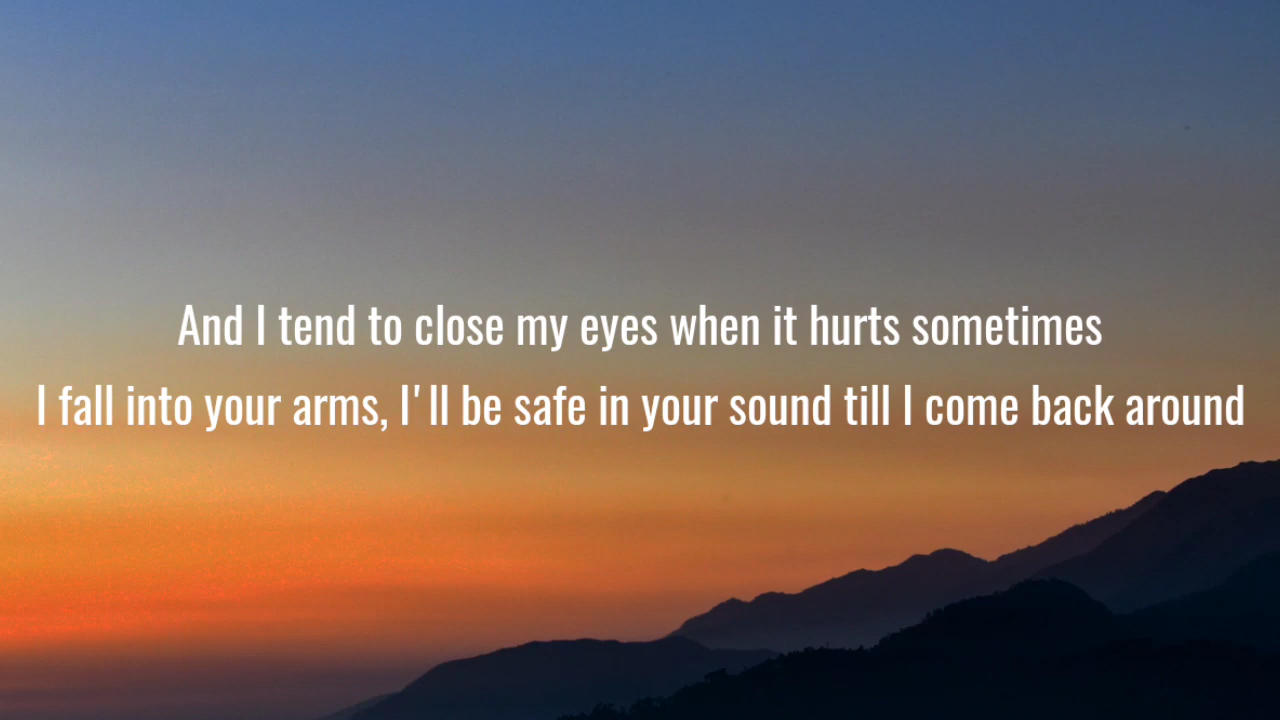 And I tend to close my eyes when it hurts sometimes
I fall into your arms, I'll be safe in your sound till I come back around